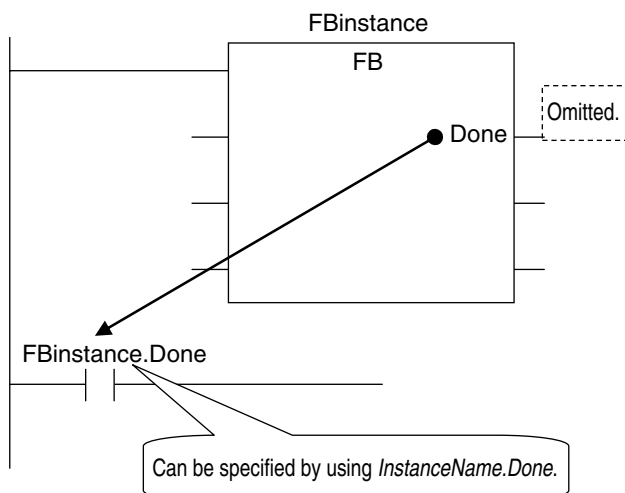 FBinstance
FB
Omitted.
Done
FBinstance.Done
Can be specified by using InstanceName.Done.